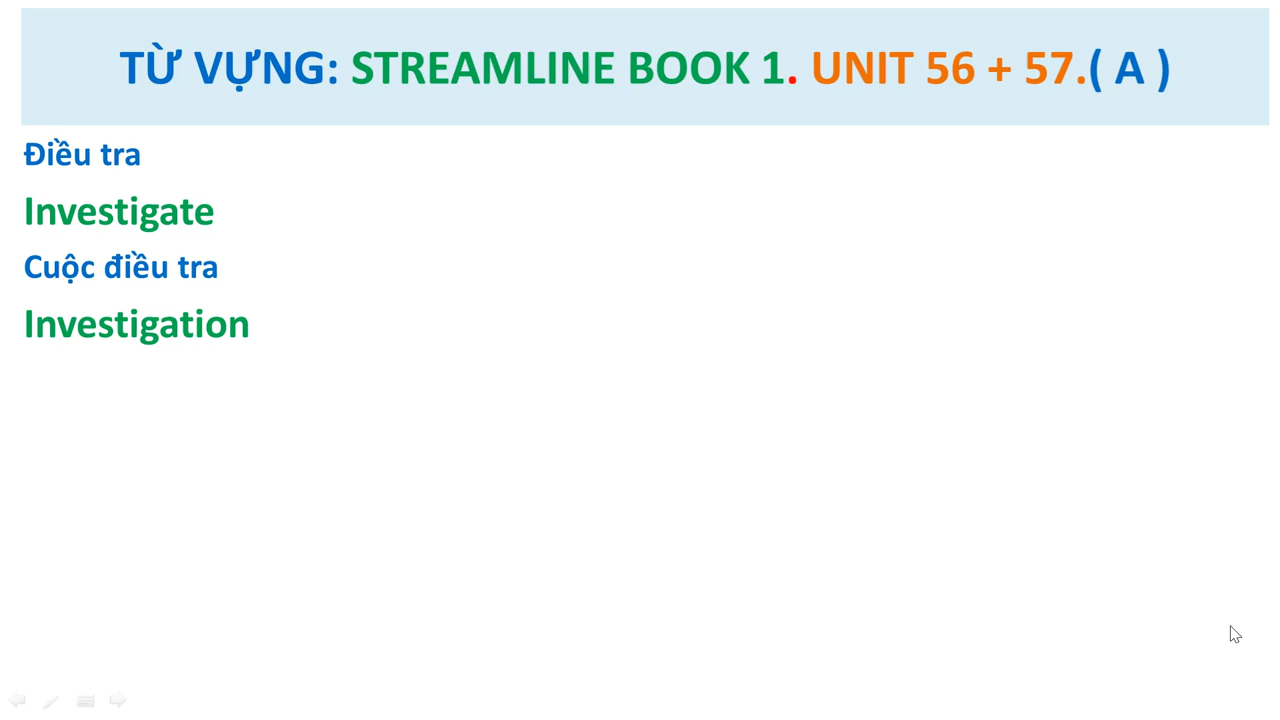 TỪ VỰNG: STREAMLINE BOOK 1. UNIT 56 + 57.( A )
Điều tra
Investigate
Cuộc điều tra
Investigation